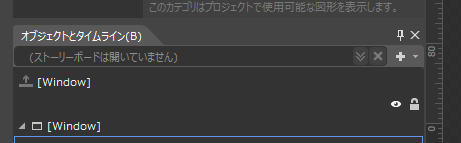 このカテゴリはプロジェクトで使用可能な図形を表示します。
オブジェクトとタイムライン(B)
(ストーリーボードは開いていません)
[Window]
[Window]
80
0